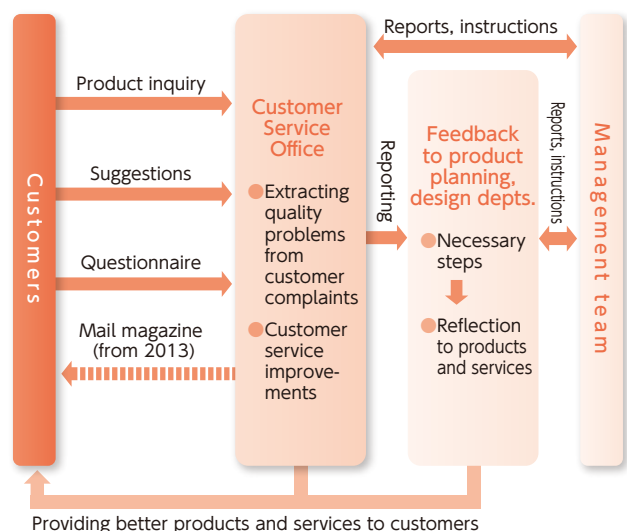 Customers
Product inquiry
Suggestions
Questionnaire
Mail magazine
(from 2013)
Customer
Service
Office
●Extracting
quality
problems
from
customer
complaints
●Customer
service
improve-
ments
Reports, instructions
Reporting
Feedback
to product
planning,
design depts.
●Necessary
steps
●Reflection
to products
and services
Reports, instructions
Management team
Providing better products and services to customers